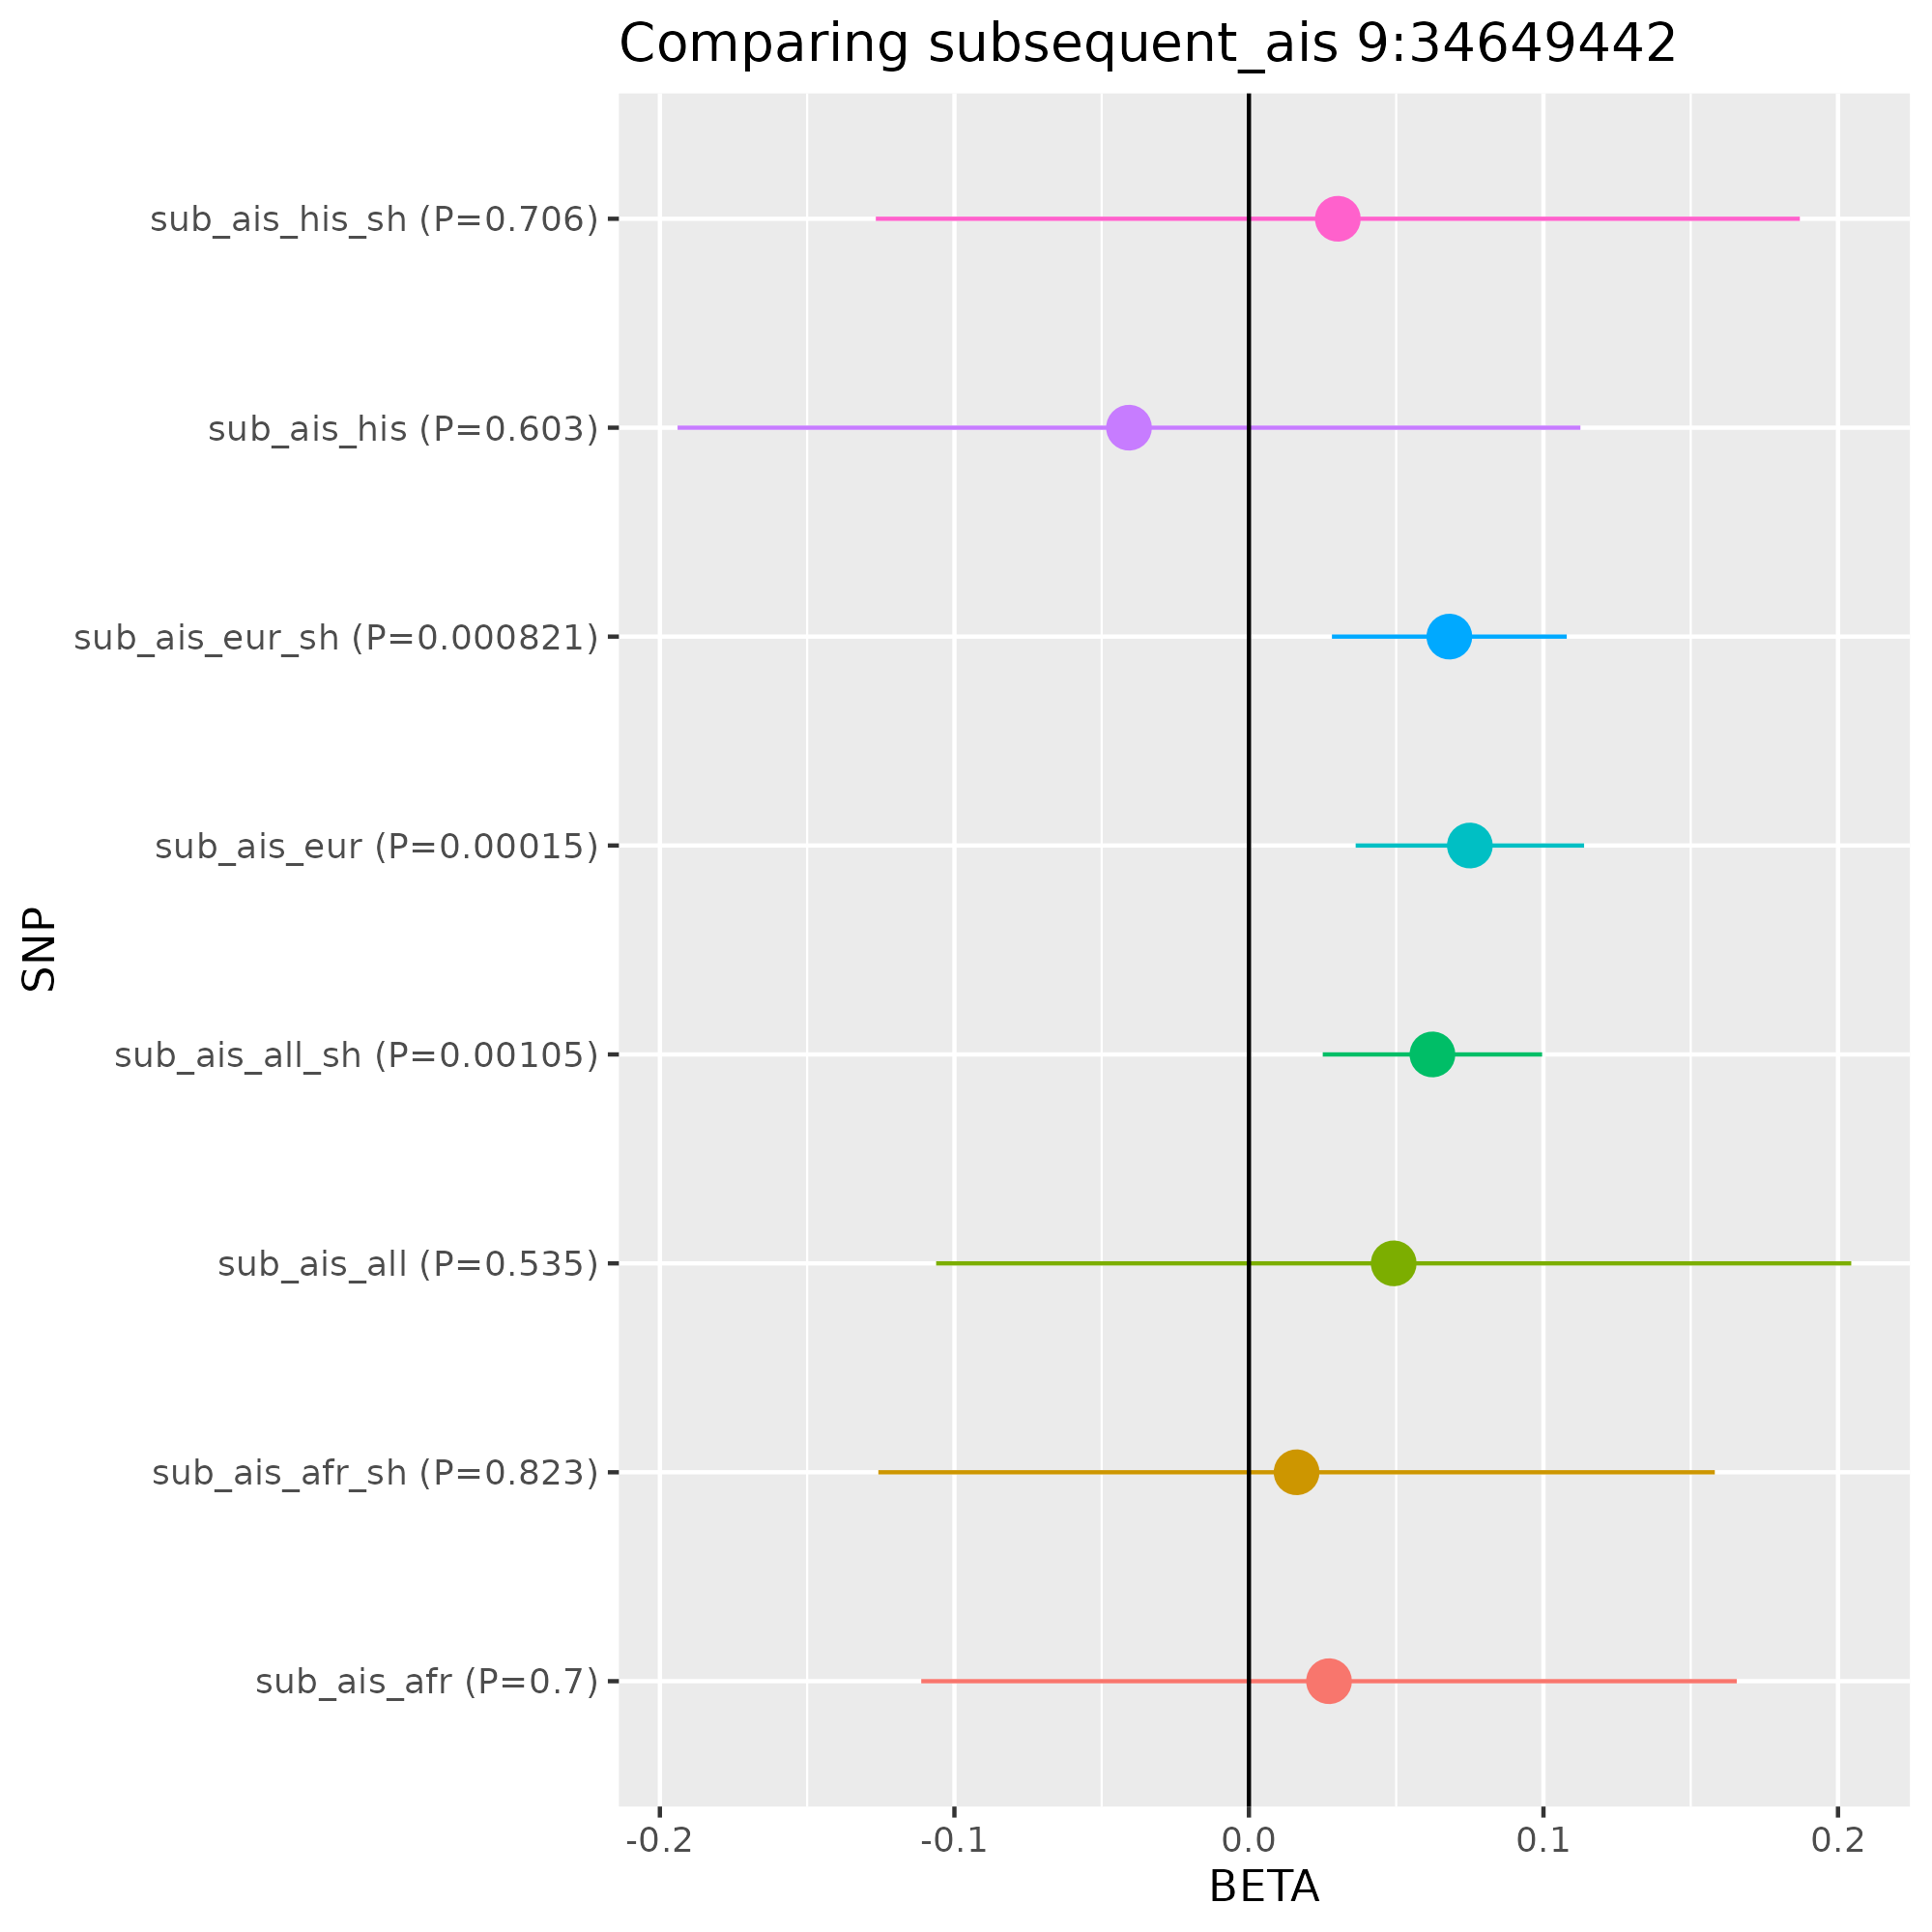 Comparing subsequent_ais 9:34649442
sub_ais_his_sh (P=0.706)
sub_ais_his (P=0.603)
sub_ais_eur_sh (P=0.000821)
sub_ais_eur (P=0.00015)
sub_ais_all_sh (P=0.00105)
sub_ais_all (P=0.535)
sub_ais_afr_sh (P=0.823)
sub_ais_afr (P=0.7)
SNP
-0.2 -0.1 0.0 0.1 0.2
BETA